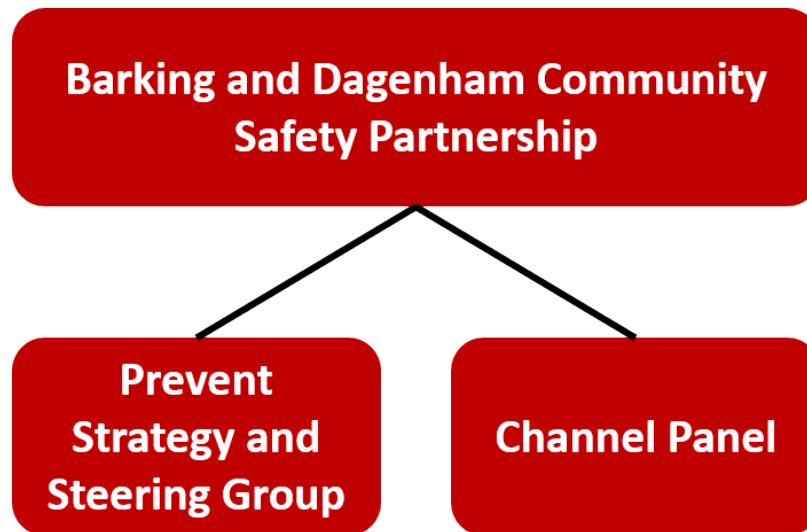 Barking and Dagenham Community
Safety Partnership
Prevent
Strategy and
Steering Group
Channel Panel